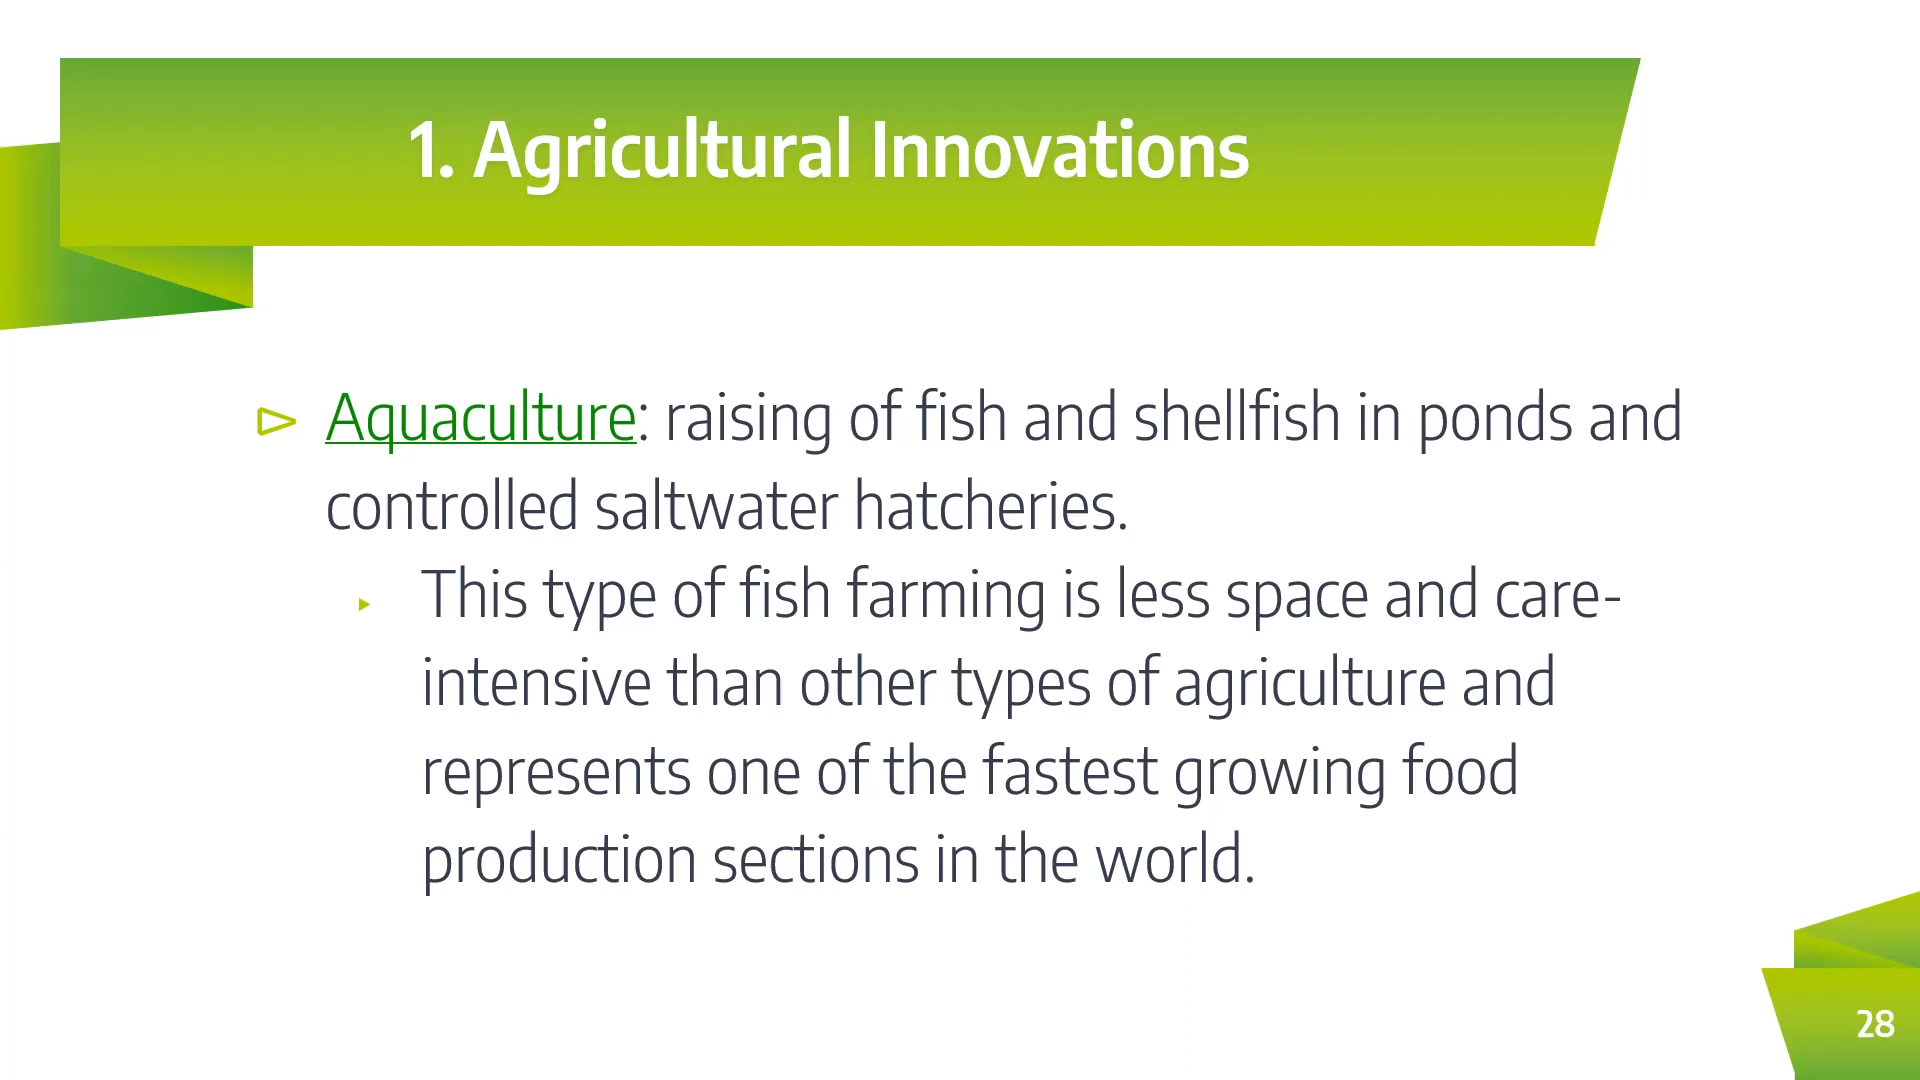 1. Agricultural Innovations
Aquaculture: raising of fish and shellfish in ponds and
controlled saltwater hatcheries.
This type of fish farming is less space and care-
intensive than other types of agriculture and
represents one of the fastest growing food
production sections in the world.
28